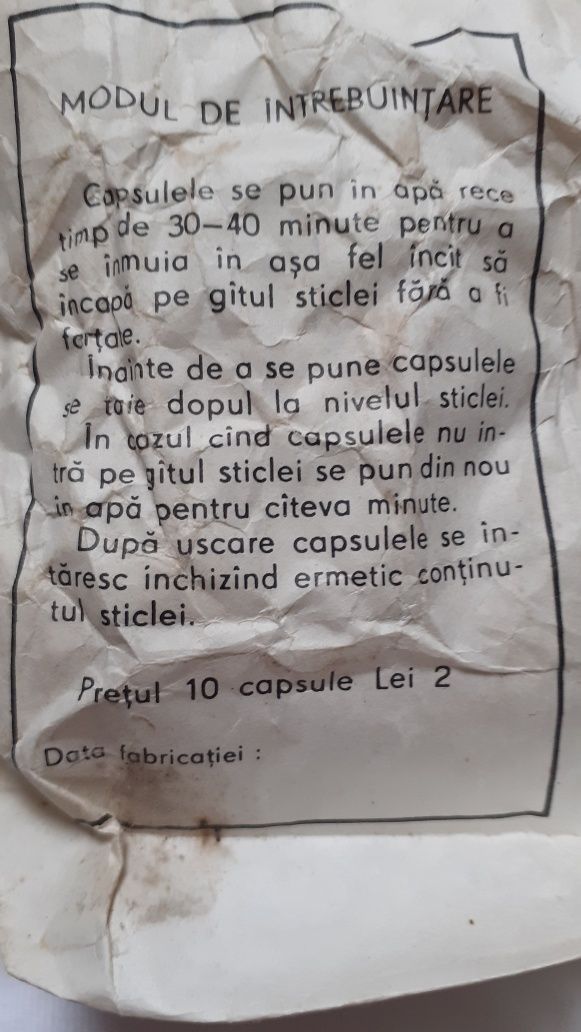 MODUL DE INTREBUINȚARE
Capsulele se pun în apă rece
timp de 30–40 minute pentru a
se înmuia în așa fel încît să
încapă pe gîtul sticlei fără a fi
ferțale.
Înainte de a se pune capsulele
se taie dopul la nivelul sticlei.
În cazul cînd capsulele nu in-
tră pe gîtul sticlei se pun din nou
în apă pentru cîteva minute.
După uscare capsulele se în-
tăresc închizînd ermetic conținu-
tul sticlei.
Prețul 10 capsule Lei 2
Data fabricației :